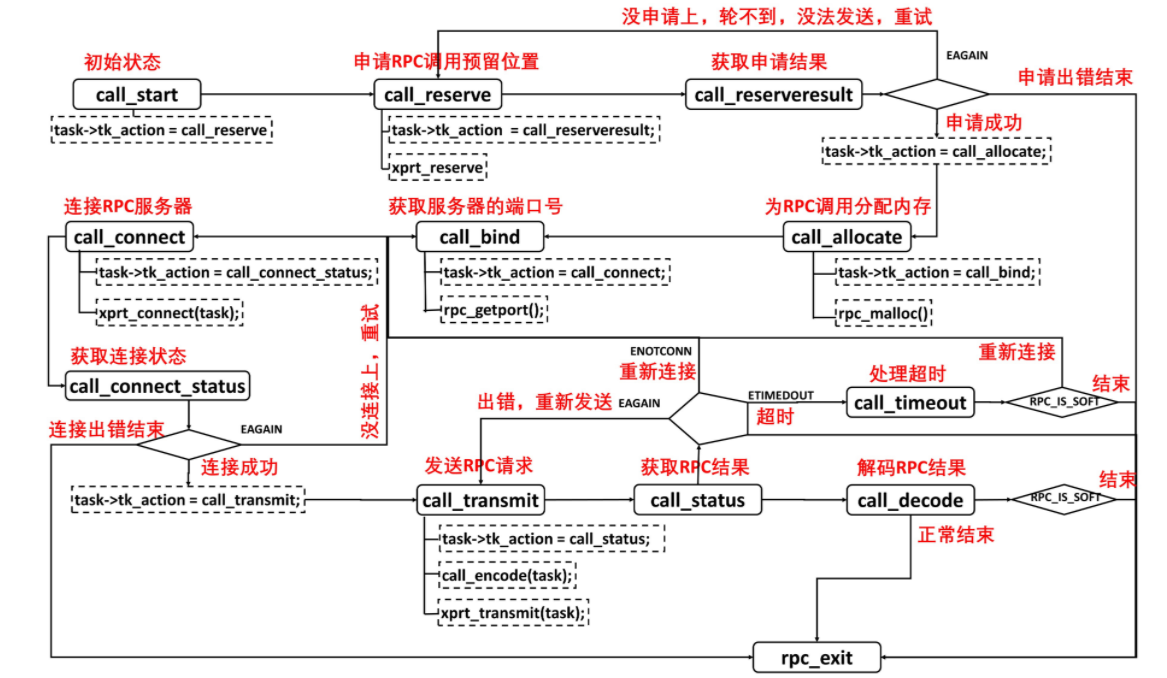 没申请上，轮不到，没法发送，重试
初始状态
申请RPC调用预留位置
获取申请结果
EAGAIN
申请出错结束
call_start
call_reserve
call_reserveresult
申请成功
task->tk_action = call_reserve
task->tk_action = call_reserveresult;
xprt_reserve
task->tk_action = call_allocate;
连接RPC服务器
获取服务器的端口号
为RPC调用分配内存
call_connect
call_bind
call_allocate
task->tk_action = call_connect_status;
task->tk_action = call_connect;
task->tk_action = call_bind;
xprt_connect(task);
rpc_getport();
rpc_malloc()
没连接上，重试
获取连接状态
ENOTCONN
重新连接
重新连接
call_connect_status
处理超时
结束
出错，重新发送
EAGAIN
ETIMEDOUT
超时
call_timeout
RPC_IS_SOFT
连接出错结束
EAGAIN
连接成功
发送RPC请求
获取RPC结果
解码RPC结果
结束
task->tk_action = call_transmit;
call_transmit
call_status
call_decode
RPC_IS_SOFT
正常结束
task->tk_action = call_status;
call_encode(task);
xprt_transmit(task);
rpc_exit